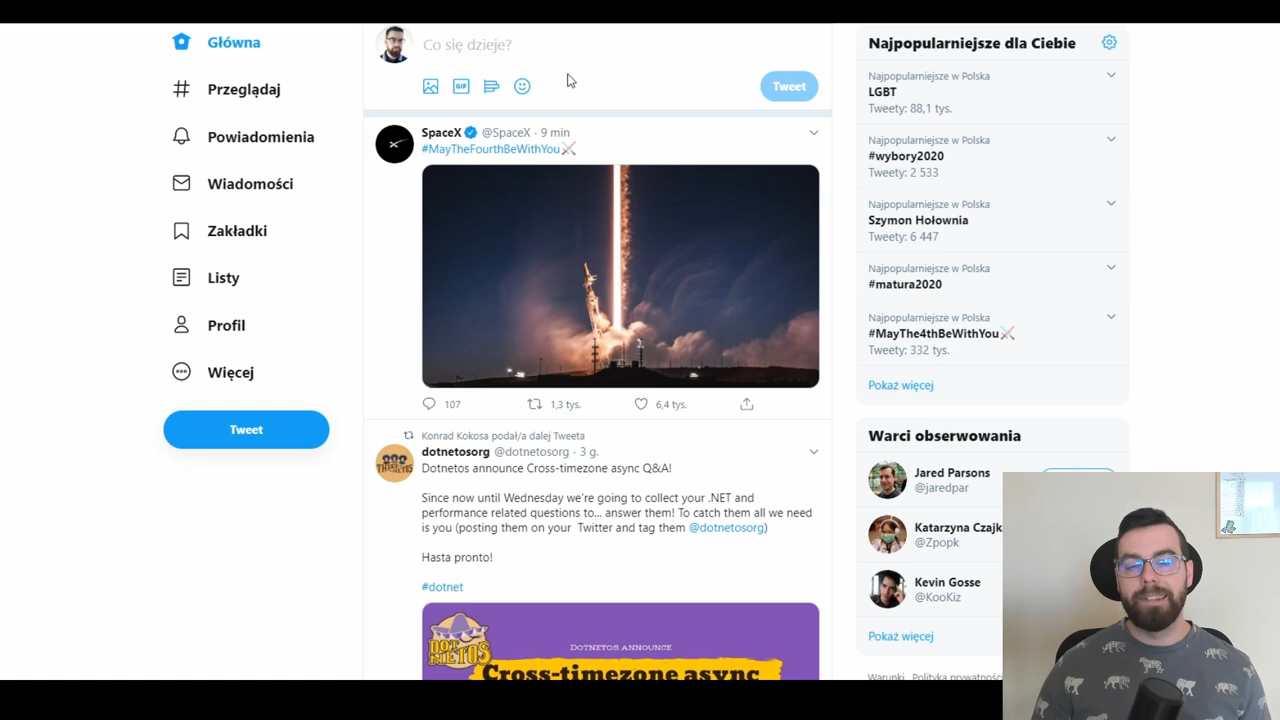 Główna
Przeglądaj
Powiadomienia
Wiadomości
Zakładki
Listy
Profil
Więcej
Tweet
Co się dzieje?
GIF
Tweet
SpaceX @SpaceX · 9 min
#MayTheFourthBeWithYou
107
1,3 tys.
6,4 tys.
Konrad Kokosa podał/a dalej Tweeta
dotnetosorg @dotnetosorg · 3 g.
Dotnetos announce Cross-timezone async Q&A!
Since now until Wednesday we're going to collect your .NET and
performance related questions to... answer them! To catch them all we need
is you (posting them on your Twitter and tag them @dotnetosorg)
Hasta pronto!
#dotnet
DOTNETOS
DOTNETOS ANNOUNCE
Cross-timezone async
Najpopularniejsze dla Ciebie
Najpopularniejsze w Polska
LGBT
Tweety: 88,1 tys.
Najpopularniejsze w Polska
#wybory2020
Tweety: 2 533
Najpopularniejsze w Polska
Szymon Hołownia
Tweety: 6 447
Najpopularniejsze w Polska
#matura2020
Najpopularniejsze w Polska
#MayThe4thBeWithYou
Tweety: 332 tys.
Pokaż więcej
Warci obserwowania
Jared Parsons
@jaredpar
Katarzyna Czajk
@Zpopk
Kevin Gosse
@KooKiz
Pokaż więcej
Warunki Polityka prywatnośc